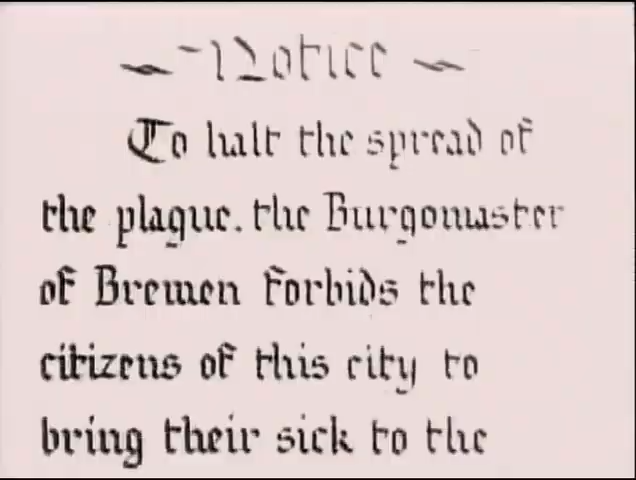 Notice
To halt the spread of
the plague. the Burgomaster
of Bremen forbids the
citizens of this city to
bring their sick to the